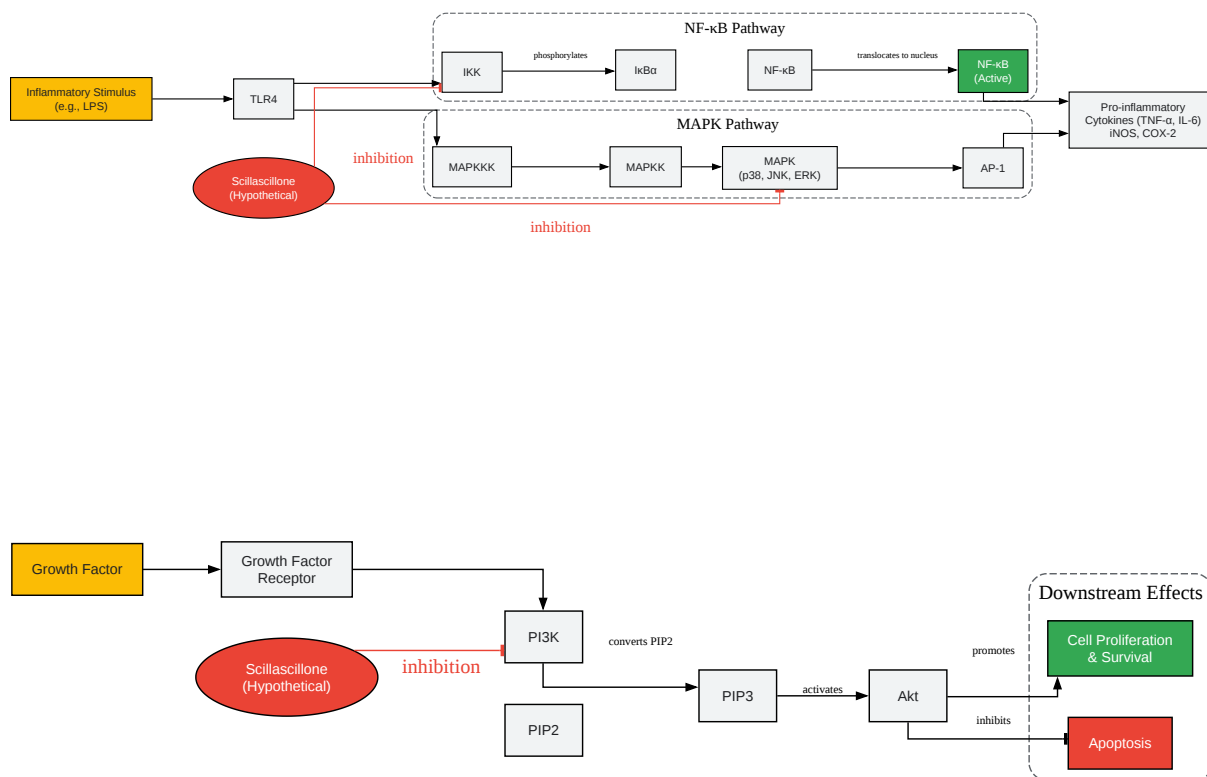 NF-κB Pathway
phosphorylates
translocates to nucleus
IKK
IκBα
NF-κB
NF-κB
(Active)
Inflammatory Stimulus
(e.g., LPS)
TLR4
Pro-inflammatory
Cytokines (TNF-α, IL-6)
iNOS, COX-2
MAPK Pathway
inhibition
MAPKKK
MAPKK
MAPK
(p38, JNK, ERK)
AP-1
Scillascillone
(Hypothetical)
inhibition
Growth Factor
Growth Factor
Receptor
Downstream Effects
PI3K
converts PIP2
promotes
Cell Proliferation
& Survival
Scillascillone
(Hypothetical)
inhibition
PIP3
activates
Akt
inhibits
PIP2
Apoptosis